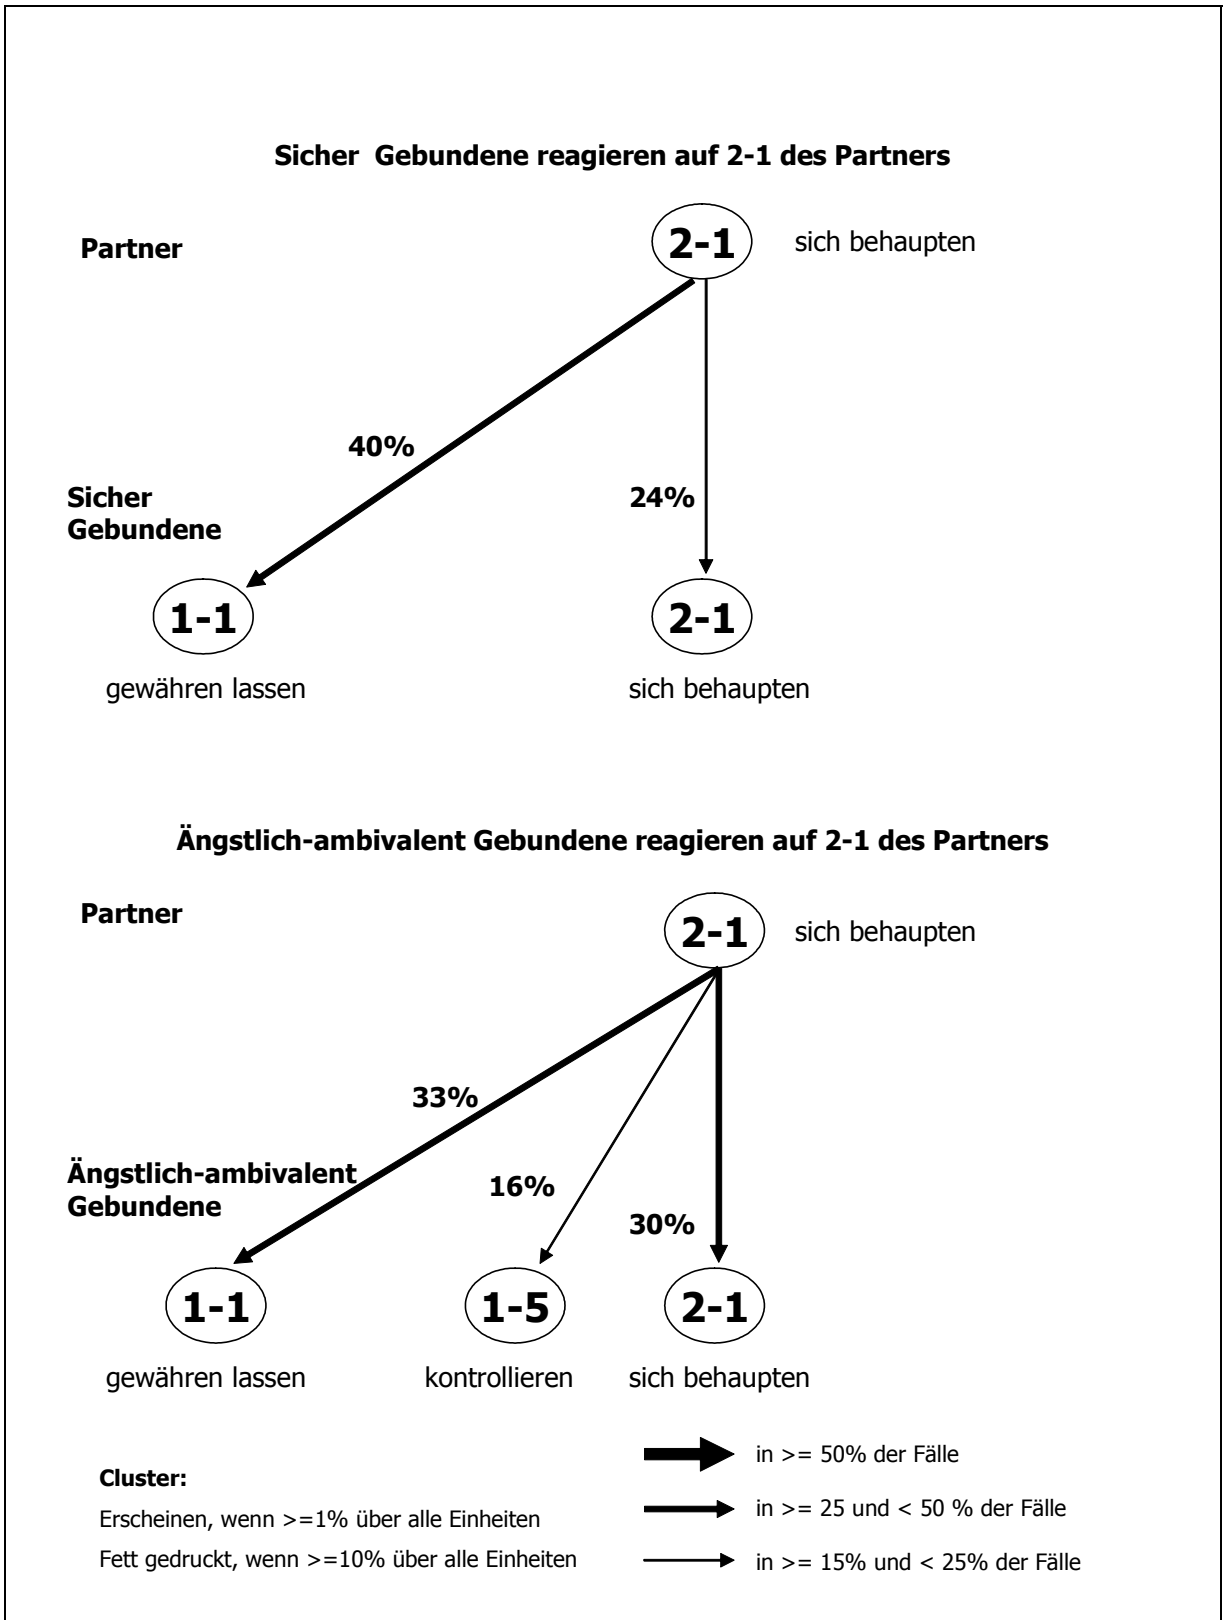 Sicher Gebundene reagieren auf 2-1 des Partners
Partner
2-1
sich behaupten
40%
Sicher
Gebundene
24%
1-1
2-1
gewähren lassen
sich behaupten
Ängstlich-ambivalent Gebundene reagieren auf 2-1 des Partners
Partner
2-1
sich behaupten
33%
Ängstlich-ambivalent
Gebundene
16%
30%
1-1
1-5
2-1
gewähren lassen
kontrollieren
sich behaupten
Cluster:
Erscheinen, wenn >=1% über alle Einheiten
Fett gedruckt, wenn >=10% über alle Einheiten
in >= 50% der Fälle
in >= 25 und < 50 % der Fälle
in >= 15% und < 25% der Fälle